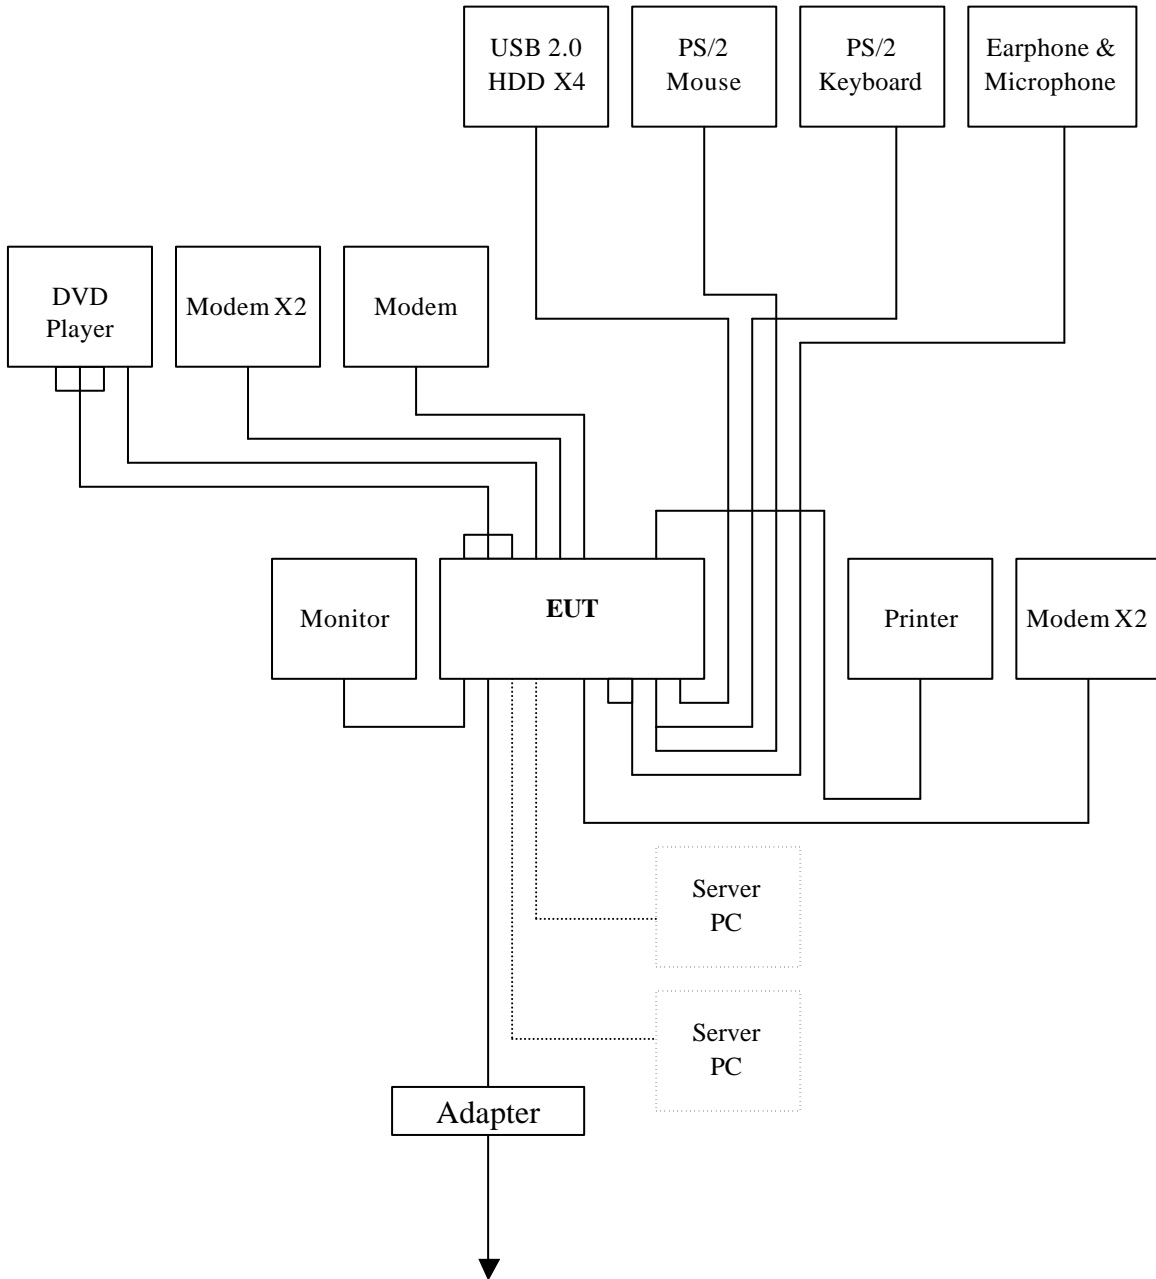 USB 2.0
HDD X4
PS/2
Mouse
PS/2
Keyboard
Earphone &
Microphone
DVD
Player
Modem X2
Modem
Monitor
EUT
Printer
Modem X2
Server
PC
Server
PC
Adapter